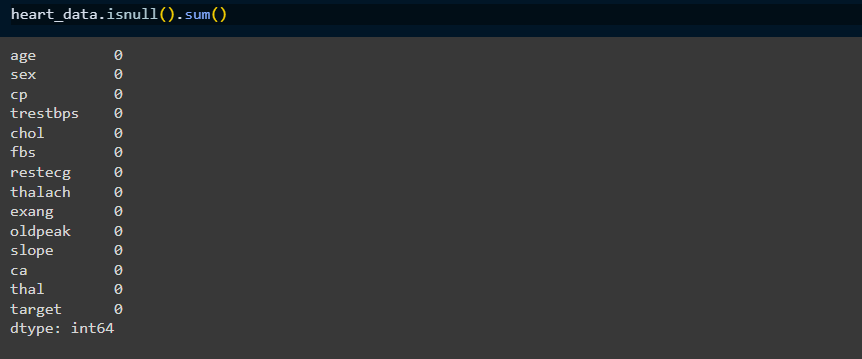 heart_data.isnull().sum()
age 0
sex 0
cp 0
trestbps 0
chol 0
fbs 0
restecg 0
thalach 0
exang 0
oldpeak 0
slope 0
ca 0
thal 0
target 0
dtype: int64